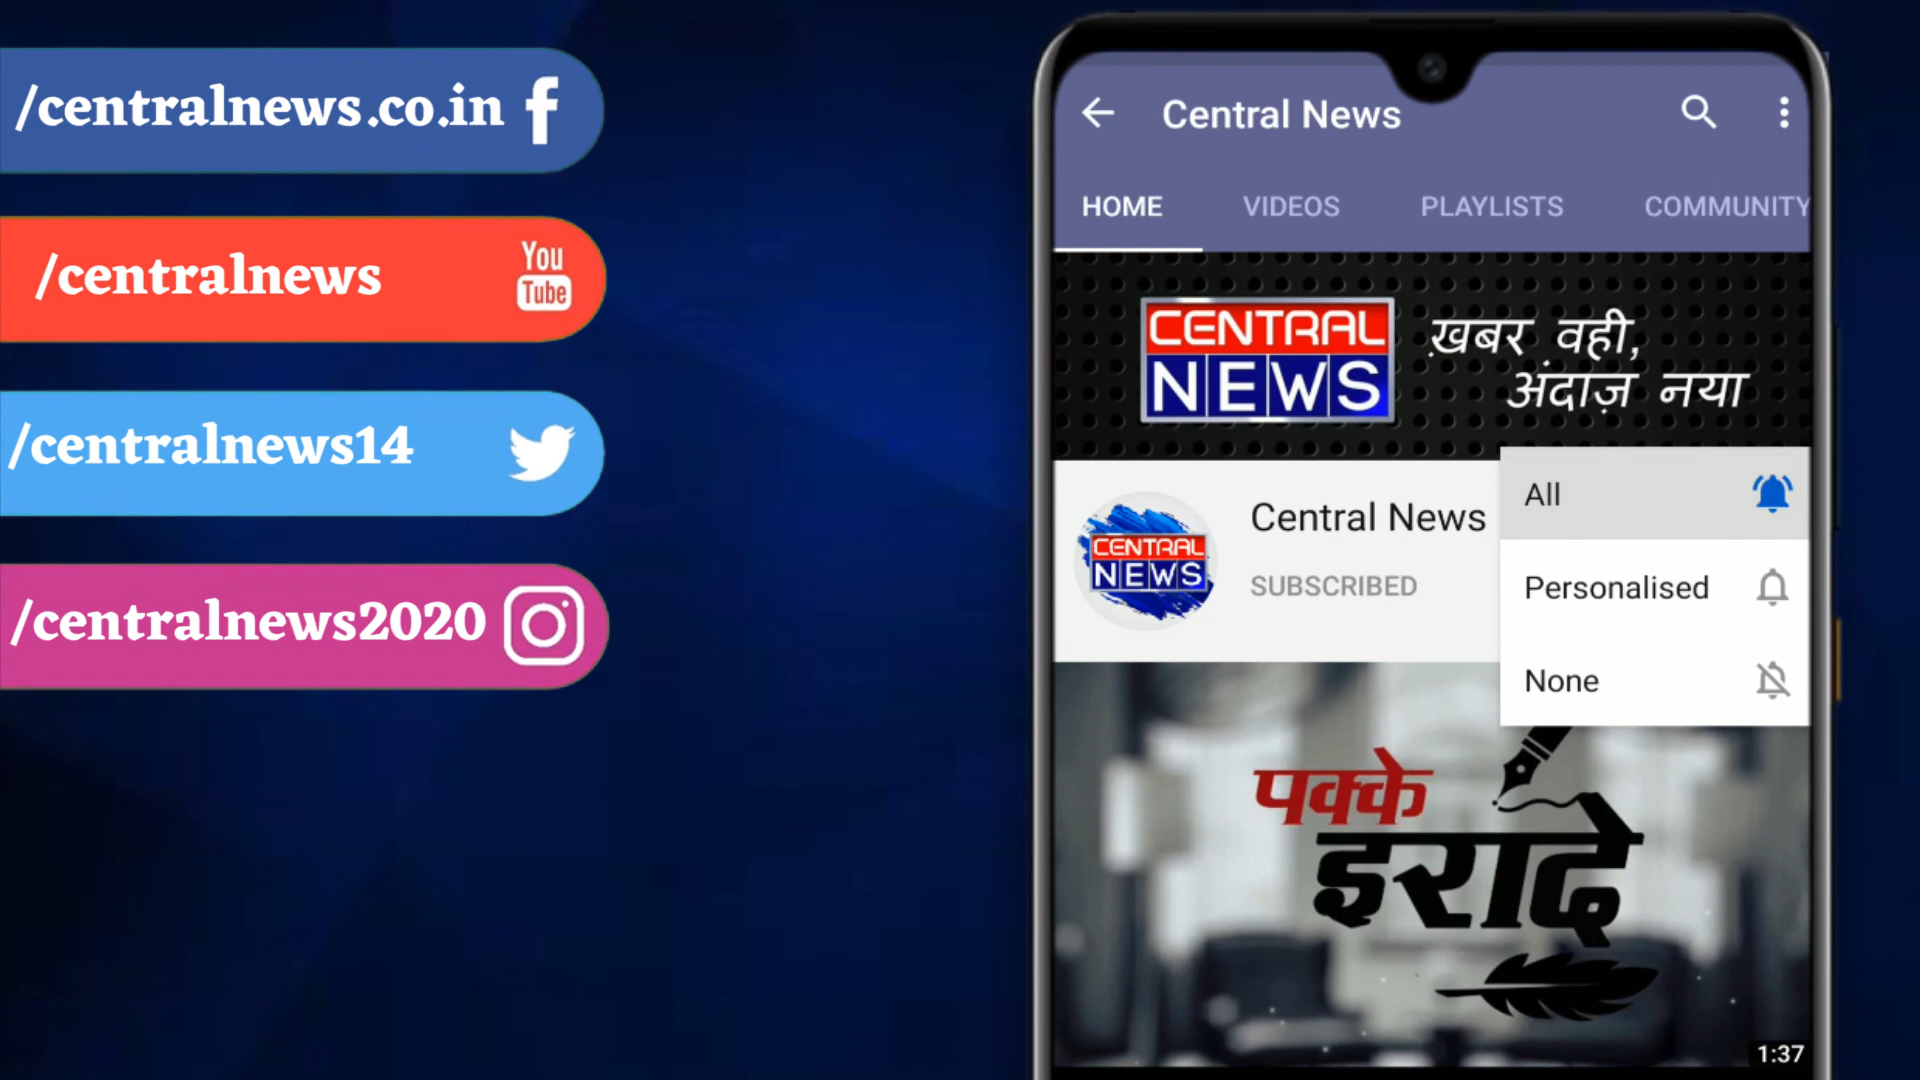 /centralnews.co.in
/centralnews
You
Tube
/centralnews14
/centralnews2020
Central News
HOME VIDEOS PLAYLISTS COMMUNITY
CENTRAL
NEWS
ख़बर वही,
अंदाज़ नया
CENTRAL
NEWS
Central News
SUBSCRIBED
All
Personalised
None
पक्के
इरादे
1:37